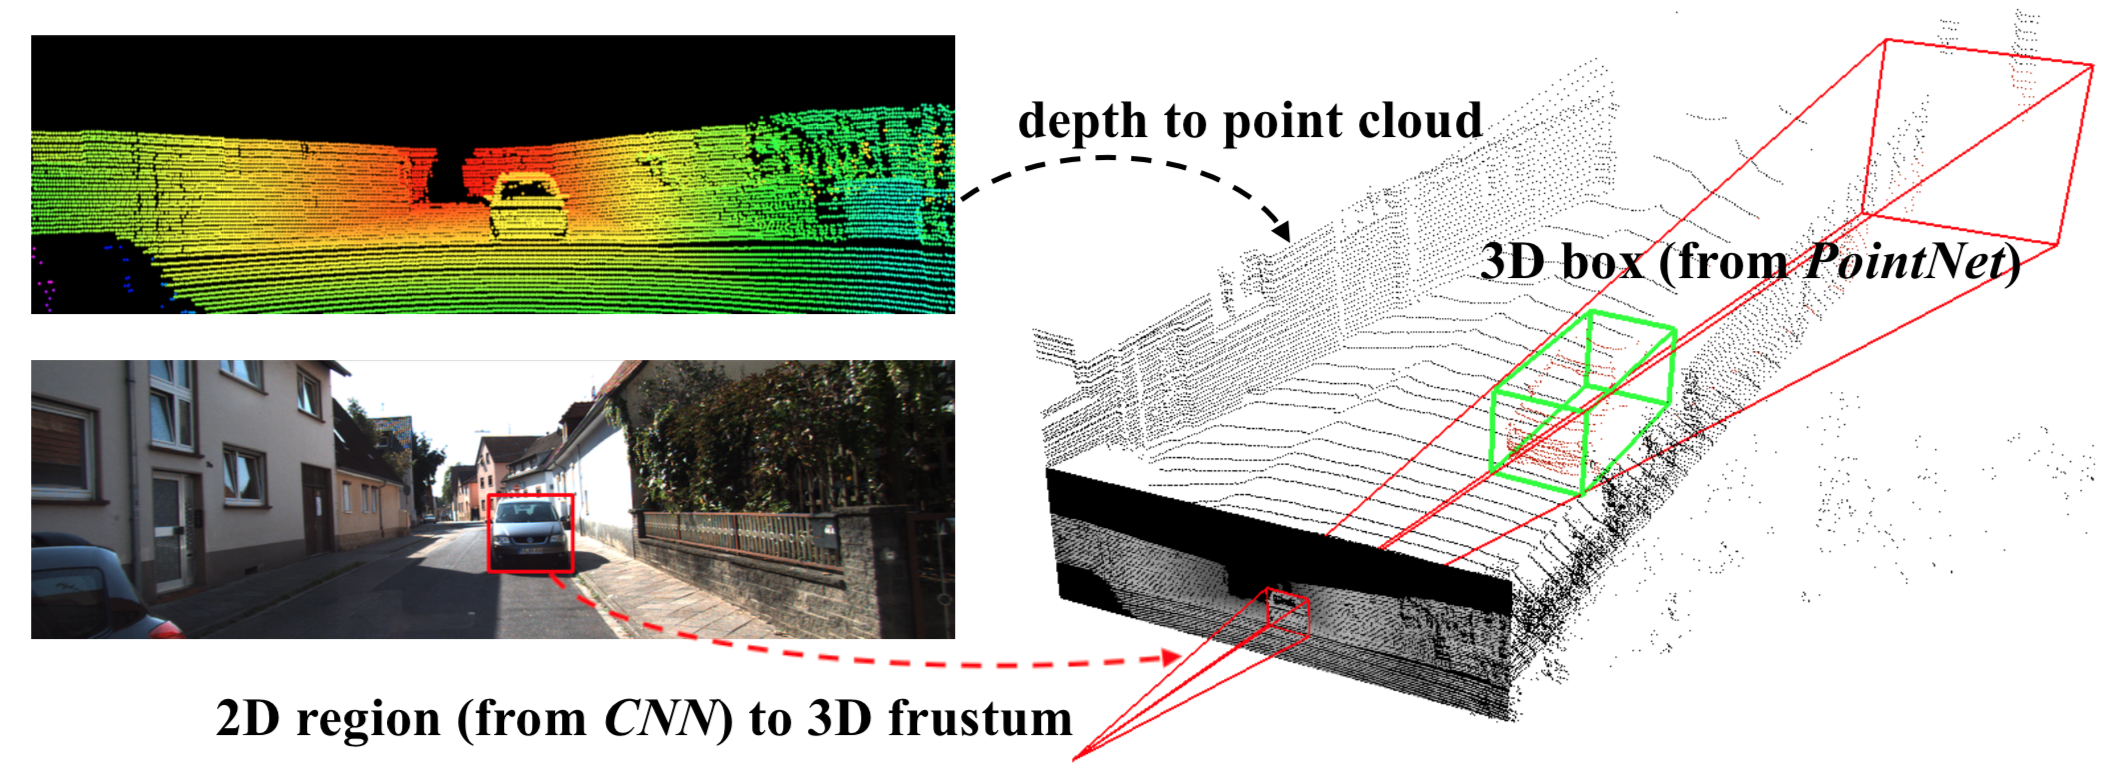 depth to point cloud
3D box (from PointNet)
2D region (from CNN) to 3D frustum